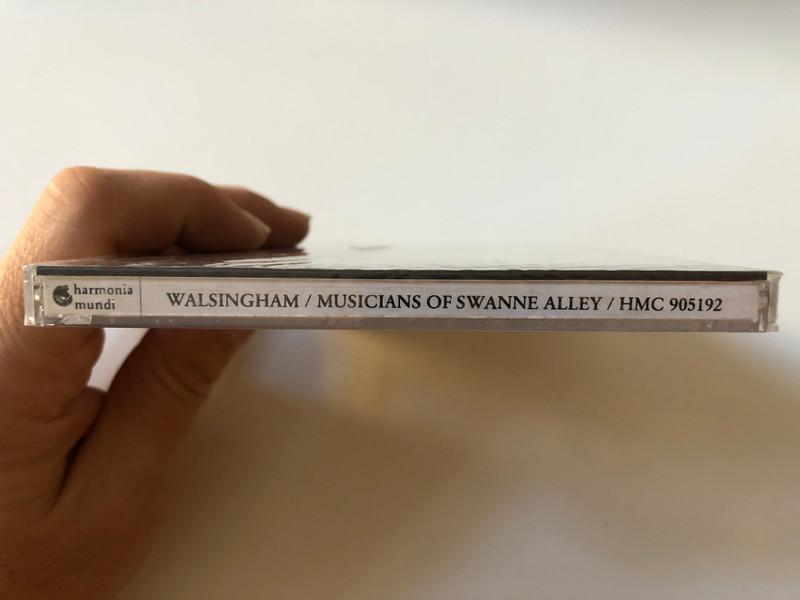 harmonia
mundi
WALSINGHAM / MUSICIANS OF SWANNE ALLEY / HMC 905192